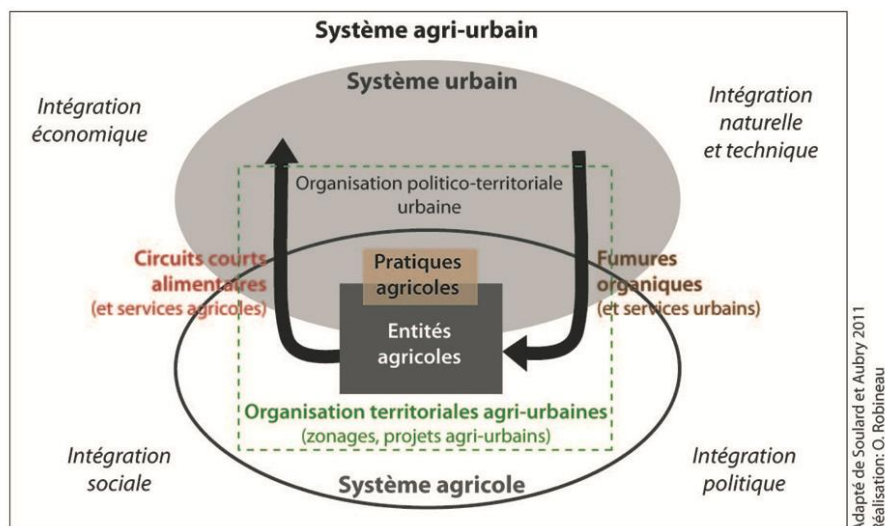 Système agri-urbain
Système urbain
Intégration
économique
Intégration
naturelle
et technique
Organisation politico-territoriale
urbaine
Circuits courts
alimentaires
(et services agricoles)
Pratiques
agricoles
Fumures
organiques
(et services urbains)
Entités
agricoles
Organisation territoriales agri-urbaines
(zonages, projets agri-urbains)
Intégration
sociale
Système agricole
Intégration
politique
Adapté de Soulard et Aubry 2011
Réalisation: O. Robineau